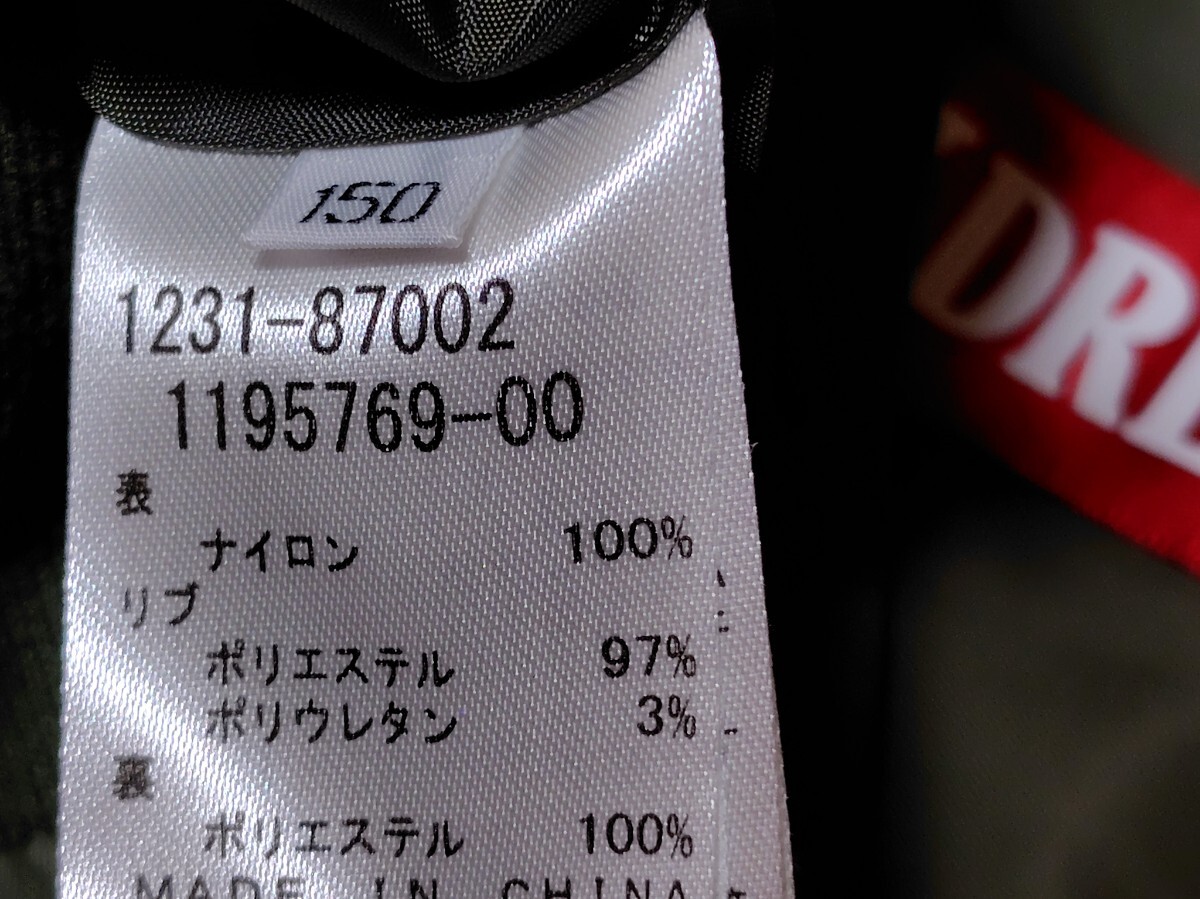 150
1231-87002
1195769-00
表
ナイロン 100%
リブ
ポリエステル 97%
ポリウレタン 3%
裏
ポリエステル 100%
MADE IN CHINA
DRE